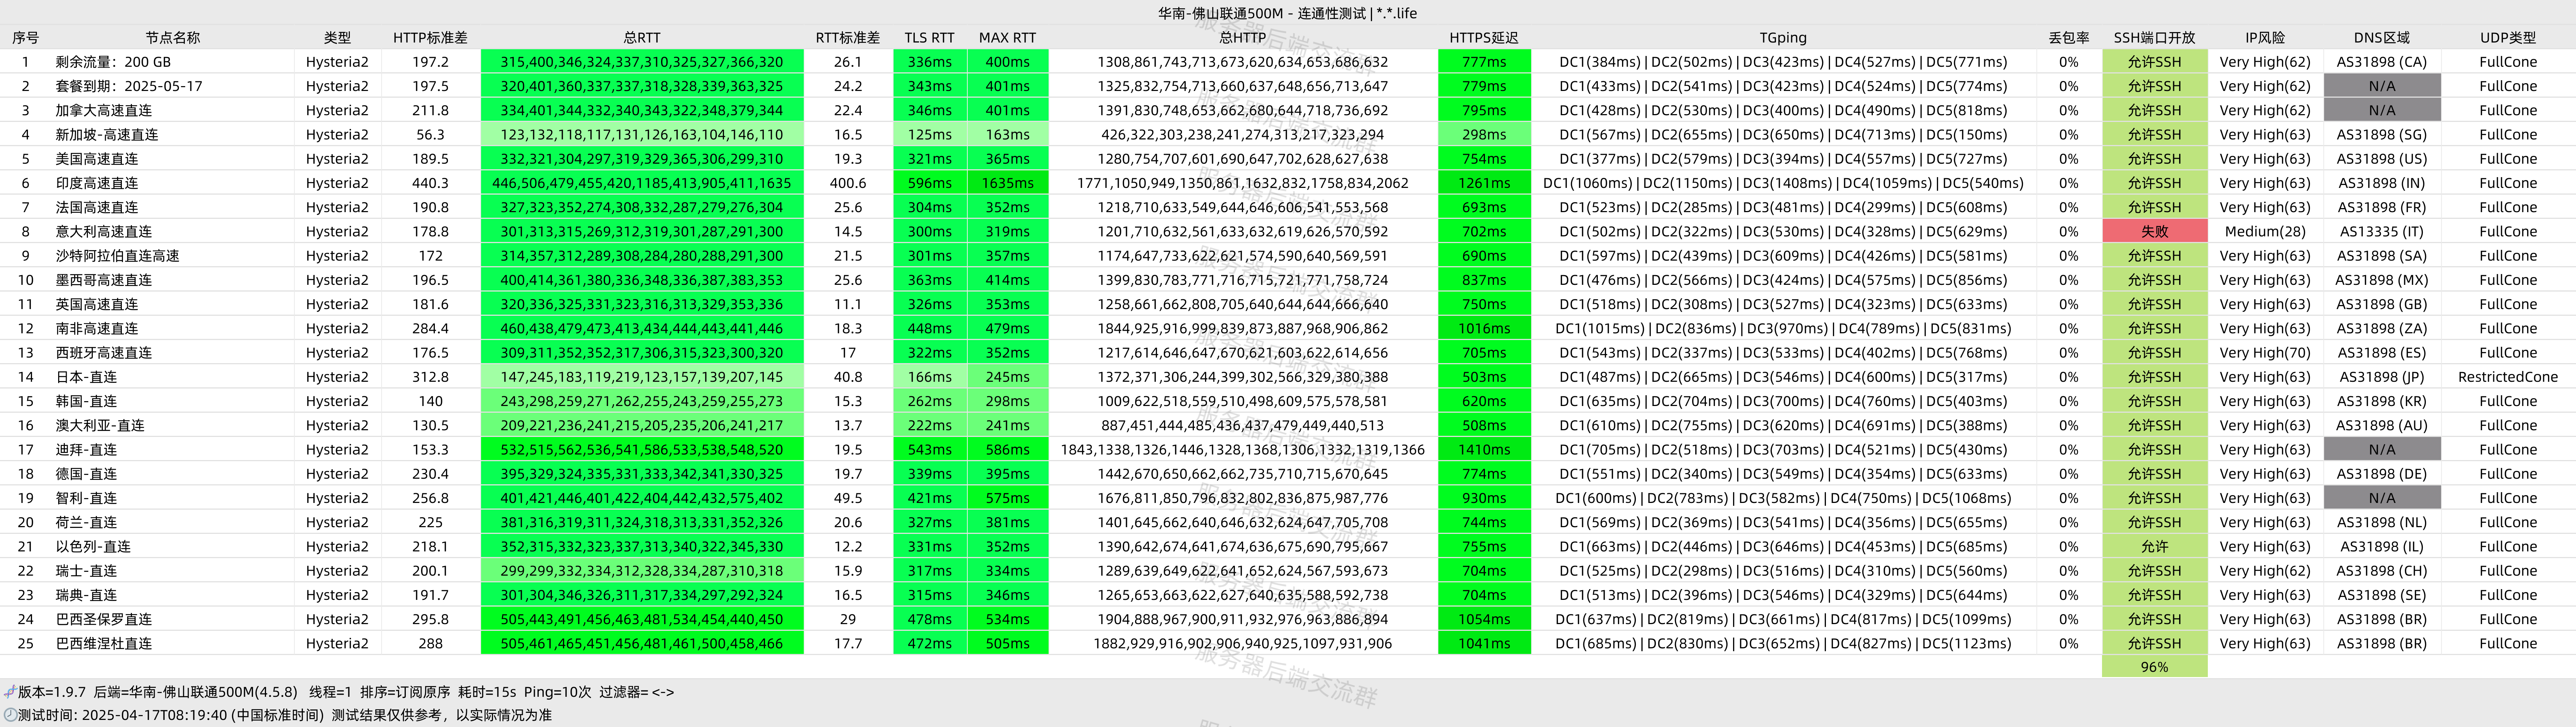 华南-佛山联通500M - 连通性测试 | *.*.life
序号 节点名称 类型 HTTP标准差 总RTT RTT标准差 TLS RTT MAX RTT 总HTTP HTTPS延迟 TGping 丢包率 SSH端口开放 IP风险 DNS区域 UDP类型
1 剩余流量：200 GB Hysteria2 197.2 315,400,346,324,337,310,325,327,366,320 26.1 336ms 400ms 1308,861,743,713,673,620,634,653,686,632 777ms DC1(384ms) | DC2(502ms) | DC3(423ms) | DC4(527ms) | DC5(771ms) 0% 允许SSH Very High(62) AS31898 (CA) FullCone
2 套餐到期：2025-05-17 Hysteria2 197.5 320,401,360,337,337,318,328,339,363,325 24.2 343ms 401ms 1325,832,754,713,660,637,648,656,713,647 779ms DC1(433ms) | DC2(541ms) | DC3(423ms) | DC4(524ms) | DC5(774ms) 0% 允许SSH Very High(62) N/A FullCone
3 加拿大高速直连 Hysteria2 211.8 334,401,344,332,340,343,322,348,379,344 22.4 346ms 401ms 1391,830,748,653,662,680,644,718,736,692 795ms DC1(428ms) | DC2(530ms) | DC3(400ms) | DC4(490ms) | DC5(818ms) 0% 允许SSH Very High(62) N/A FullCone
4 新加坡-高速直连 Hysteria2 56.3 123,132,118,117,131,126,163,104,146,110 16.5 125ms 163ms 426,322,303,238,241,274,313,217,323,294 298ms DC1(567ms) | DC2(655ms) | DC3(650ms) | DC4(713ms) | DC5(150ms) 0% 允许SSH Very High(63) AS31898 (SG) FullCone
5 美国高速直连 Hysteria2 189.5 332,321,304,297,319,329,365,306,299,310 19.3 321ms 365ms 1280,754,707,601,690,647,702,628,627,638 754ms DC1(377ms) | DC2(579ms) | DC3(394ms) | DC4(557ms) | DC5(727ms) 0% 允许SSH Very High(63) AS31898 (US) FullCone
6 印度高速直连 Hysteria2 440.3 446,506,479,455,420,1185,413,905,411,1635 400.6 596ms 1635ms 1771,1050,949,1350,861,1632,832,1758,834,2062 1261ms DC1(1060ms) | DC2(1150ms) | DC3(1408ms) | DC4(1059ms) | DC5(540ms) 0% 允许SSH Very High(63) AS31898 (IN) FullCone
7 法国高速直连 Hysteria2 190.8 327,323,352,274,308,332,287,279,276,304 25.6 304ms 352ms 1218,710,633,549,644,646,606,541,553,568 693ms DC1(523ms) | DC2(285ms) | DC3(481ms) | DC4(299ms) | DC5(608ms) 0% 允许SSH Very High(63) AS31898 (FR) FullCone
8 意大利高速直连 Hysteria2 178.8 301,313,315,269,312,319,301,287,291,300 14.5 300ms 319ms 1201,710,632,561,633,632,619,626,570,592 702ms DC1(502ms) | DC2(322ms) | DC3(530ms) | DC4(328ms) | DC5(629ms) 0% 失败 Medium(28) AS13335 (IT) FullCone
9 沙特阿拉伯直连高速 Hysteria2 172 314,357,312,289,308,284,280,288,291,300 21.5 301ms 357ms 1174,647,733,622,621,574,590,640,569,591 690ms DC1(597ms) | DC2(439ms) | DC3(609ms) | DC4(426ms) | DC5(581ms) 0% 允许SSH Very High(63) AS31898 (SA) FullCone
10 墨西哥高速直连 Hysteria2 196.5 400,414,361,380,336,348,336,387,383,353 25.6 363ms 414ms 1399,830,783,771,716,715,721,771,758,724 837ms DC1(476ms) | DC2(566ms) | DC3(424ms) | DC4(575ms) | DC5(856ms) 0% 允许SSH Very High(63) AS31898 (MX) FullCone
11 英国高速直连 Hysteria2 181.6 320,336,325,331,323,316,313,329,353,336 11.1 326ms 353ms 1258,661,662,808,705,640,644,644,666,640 750ms DC1(518ms) | DC2(308ms) | DC3(527ms) | DC4(323ms) | DC5(633ms) 0% 允许SSH Very High(63) AS31898 (GB) FullCone
12 南非高速直连 Hysteria2 284.4 460,438,479,473,413,434,444,443,441,446 18.3 448ms 479ms 1844,925,916,999,839,873,887,968,906,862 1016ms DC1(1015ms) | DC2(836ms) | DC3(970ms) | DC4(789ms) | DC5(831ms) 0% 允许SSH Very High(63) AS31898 (ZA) FullCone
13 西班牙高速直连 Hysteria2 176.5 309,311,352,352,317,306,315,323,300,320 17 322ms 352ms 1217,614,646,647,670,621,603,622,614,656 705ms DC1(543ms) | DC2(337ms) | DC3(533ms) | DC4(402ms) | DC5(768ms) 0% 允许SSH Very High(70) AS31898 (ES) FullCone
14 日本-直连 Hysteria2 312.8 147,245,183,119,219,123,157,139,207,145 40.8 166ms 245ms 1372,371,306,244,399,302,566,329,380,388 503ms DC1(487ms) | DC2(665ms) | DC3(546ms) | DC4(600ms) | DC5(317ms) 0% 允许SSH Very High(63) AS31898 (JP) RestrictedCone
15 韩国-直连 Hysteria2 140 243,298,259,271,262,255,243,259,255,273 15.3 262ms 298ms 1009,622,518,559,510,498,609,575,578,581 620ms DC1(635ms) | DC2(704ms) | DC3(700ms) | DC4(760ms) | DC5(403ms) 0% 允许SSH Very High(63) AS31898 (KR) FullCone
16 澳大利亚-直连 Hysteria2 130.5 209,221,236,241,215,205,235,206,241,217 13.7 222ms 241ms 887,451,444,485,436,437,479,449,440,513 508ms DC1(610ms) | DC2(755ms) | DC3(620ms) | DC4(691ms) | DC5(388ms) 0% 允许SSH Very High(63) AS31898 (AU) FullCone
17 迪拜-直连 Hysteria2 153.3 532,515,562,536,541,586,533,538,548,520 19.5 543ms 586ms 1843,1338,1326,1446,1328,1368,1306,1332,1319,1366 1410ms DC1(705ms) | DC2(518ms) | DC3(703ms) | DC4(521ms) | DC5(430ms) 0% 允许SSH Very High(63) N/A FullCone
18 德国-直连 Hysteria2 230.4 395,329,324,335,331,333,342,341,330,325 19.7 339ms 395ms 1442,670,650,662,662,735,710,715,670,645 774ms DC1(551ms) | DC2(340ms) | DC3(549ms) | DC4(354ms) | DC5(633ms) 0% 允许SSH Very High(63) AS31898 (DE) FullCone
19 智利-直连 Hysteria2 256.8 401,421,446,401,422,404,442,432,575,402 49.5 421ms 575ms 1676,811,850,796,832,802,836,875,987,776 930ms DC1(600ms) | DC2(783ms) | DC3(582ms) | DC4(750ms) | DC5(1068ms) 0% 允许SSH Very High(63) N/A FullCone
20 荷兰-直连 Hysteria2 225 381,316,319,311,324,318,313,331,352,326 20.6 327ms 381ms 1401,645,662,640,646,632,624,647,705,708 744ms DC1(569ms) | DC2(369ms) | DC3(541ms) | DC4(356ms) | DC5(655ms) 0% 允许SSH Very High(63) AS31898 (NL) FullCone
21 以色列-直连 Hysteria2 218.1 352,315,332,323,337,313,340,322,345,330 12.2 331ms 352ms 1390,642,674,641,674,636,675,690,795,667 755ms DC1(663ms) | DC2(446ms) | DC3(646ms) | DC4(453ms) | DC5(685ms) 0% 允许 Very High(63) AS31898 (IL) FullCone
22 瑞士-直连 Hysteria2 200.1 299,299,332,334,312,328,334,287,310,318 15.9 317ms 334ms 1289,639,649,622,641,652,624,567,593,673 704ms DC1(525ms) | DC2(298ms) | DC3(516ms) | DC4(310ms) | DC5(560ms) 0% 允许SSH Very High(62) AS31898 (CH) FullCone
23 瑞典-直连 Hysteria2 191.7 301,304,346,326,311,317,334,297,292,324 16.5 315ms 346ms 1265,653,663,622,627,640,635,588,592,738 704ms DC1(513ms) | DC2(396ms) | DC3(546ms) | DC4(329ms) | DC5(644ms) 0% 允许SSH Very High(63) AS31898 (SE) FullCone
24 巴西圣保罗直连 Hysteria2 295.8 505,443,491,456,463,481,534,454,440,450 29 478ms 534ms 1904,888,967,900,911,932,976,963,886,894 1054ms DC1(637ms) | DC2(819ms) | DC3(661ms) | DC4(817ms) | DC5(1099ms) 0% 允许SSH Very High(63) AS31898 (BR) FullCone
25 巴西维涅杜直连 Hysteria2 288 505,461,465,451,456,481,461,500,458,466 17.7 472ms 505ms 1882,929,916,902,906,940,925,1097,931,906 1041ms DC1(685ms) | DC2(830ms) | DC3(652ms) | DC4(827ms) | DC5(1123ms) 0% 允许SSH Very High(63) AS31898 (BR) FullCone
96%
版本=1.9.7 后端=华南-佛山联通500M(4.5.8) 线程=1 排序=订阅原序 耗时=15s Ping=10次 过滤器= <->
测试时间: 2025-04-17T08:19:40 (中国标准时间) 测试结果仅供参考，以实际情况为准
服务器后端交流群